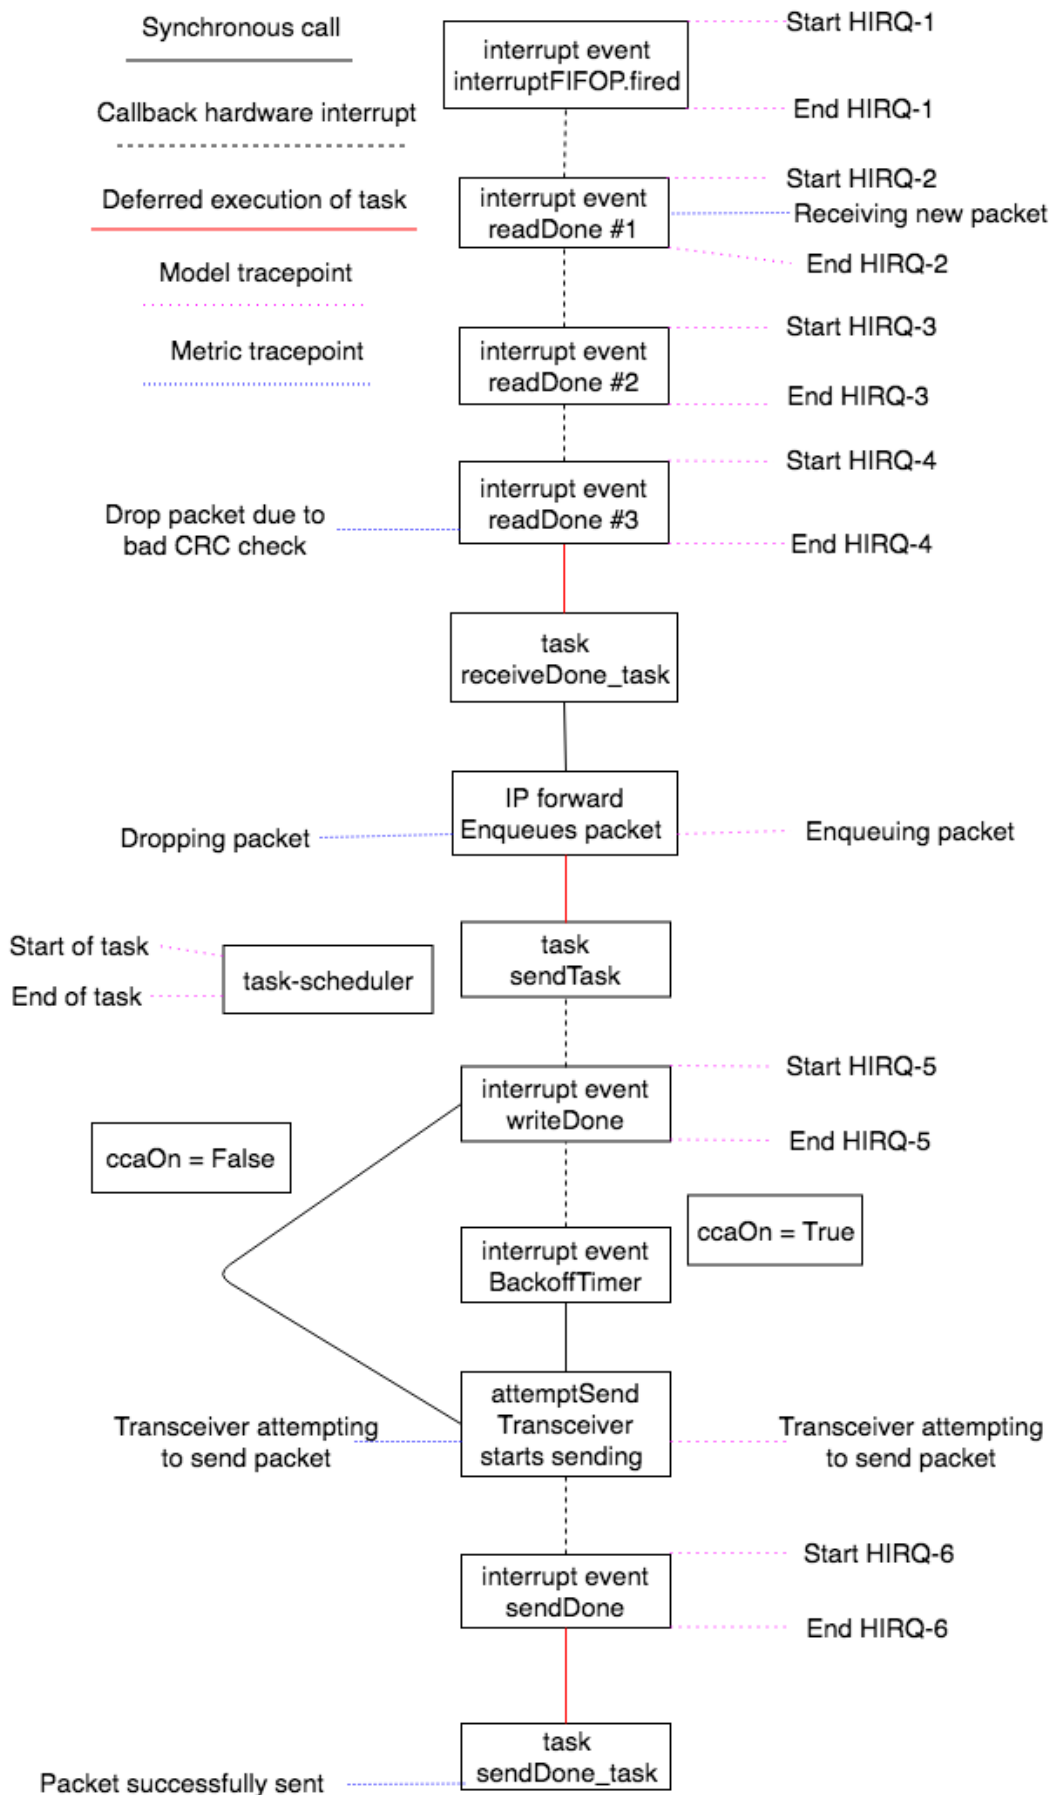 Synchronous call
Callback hardware interrupt
Deferred execution of task
Model tracepoint
Metric tracepoint
interrupt event
interruptFIFOP.fired
Start HIRQ-1
End HIRQ-1
interrupt event
readDone #1
Start HIRQ-2
Receiving new packet
End HIRQ-2
interrupt event
readDone #2
Start HIRQ-3
End HIRQ-3
interrupt event
readDone #3
Start HIRQ-4
End HIRQ-4
Drop packet due to
bad CRC check
task
receiveDone_task
IP forward
Enqueues packet
Dropping packet
Enqueuing packet
task
sendTask
Start of task
End of task
task-scheduler
interrupt event
writeDone
Start HIRQ-5
End HIRQ-5
ccaOn = False
ccaOn = True
interrupt event
BackoffTimer
attemptSend
Transceiver
starts sending
Transceiver attempting
to send packet
Transceiver attempting
to send packet
interrupt event
sendDone
Start HIRQ-6
End HIRQ-6
task
sendDone_task
Packet successfully sent